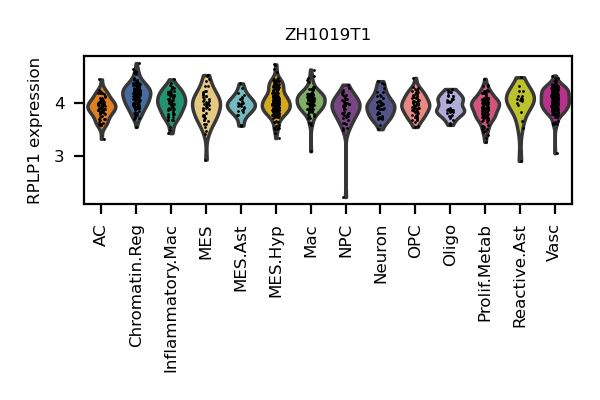 ZH1019T1
RPLP1 expression
4
3
AC
Chromatin.Reg
Inflammatory.Mac
MES
MES.Ast
MES.Hyp
Mac
NPC
Neuron
OPC
Oligo
Prolif.Metab
Reactive.Ast
Vasc